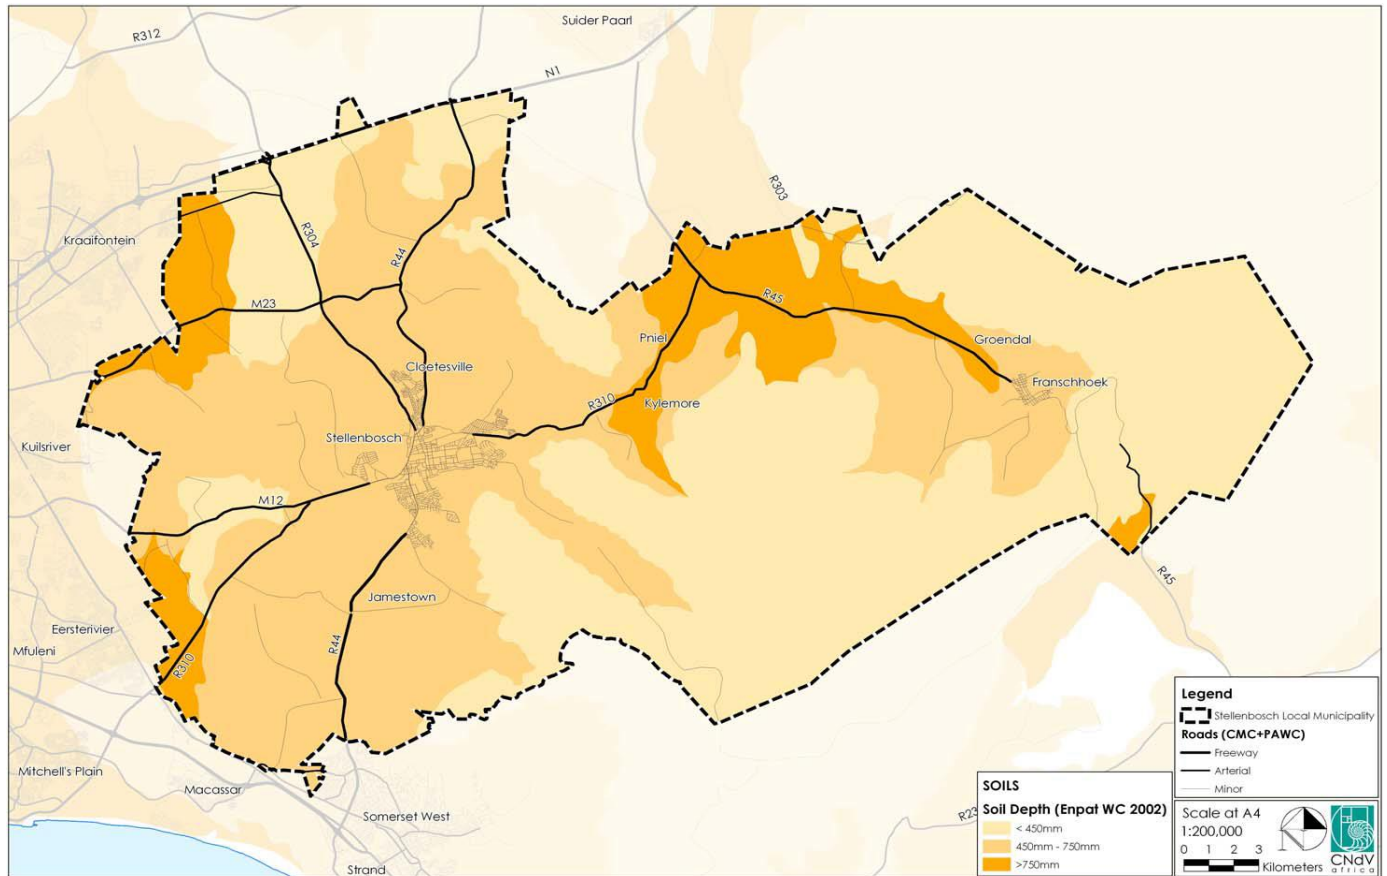 Suider Paarl
R312
N1
R303
Kraaifontein
R304
R44
M23
R45
Pniel
Groendal
Cloetesville
Franschhoek
R310
Kylemore
Stellenbosch
Kuilsriver
M12
R45
Jamestown
Eersterivier
R44
Mfuleni
R310
Mitchell's Plain
Macassar
Somerset West
Strand
R23
Legend
Stellenbosch Local Municipality
Roads (CMC+PAWC)
Freeway
Arterial
Minor
SOILS
Soil Depth (Enpat WC 2002)
< 450mm
450mm - 750mm
>750mm
Scale at A4
1:200,000
0 1 2 3
Kilometers
CNdV
africa